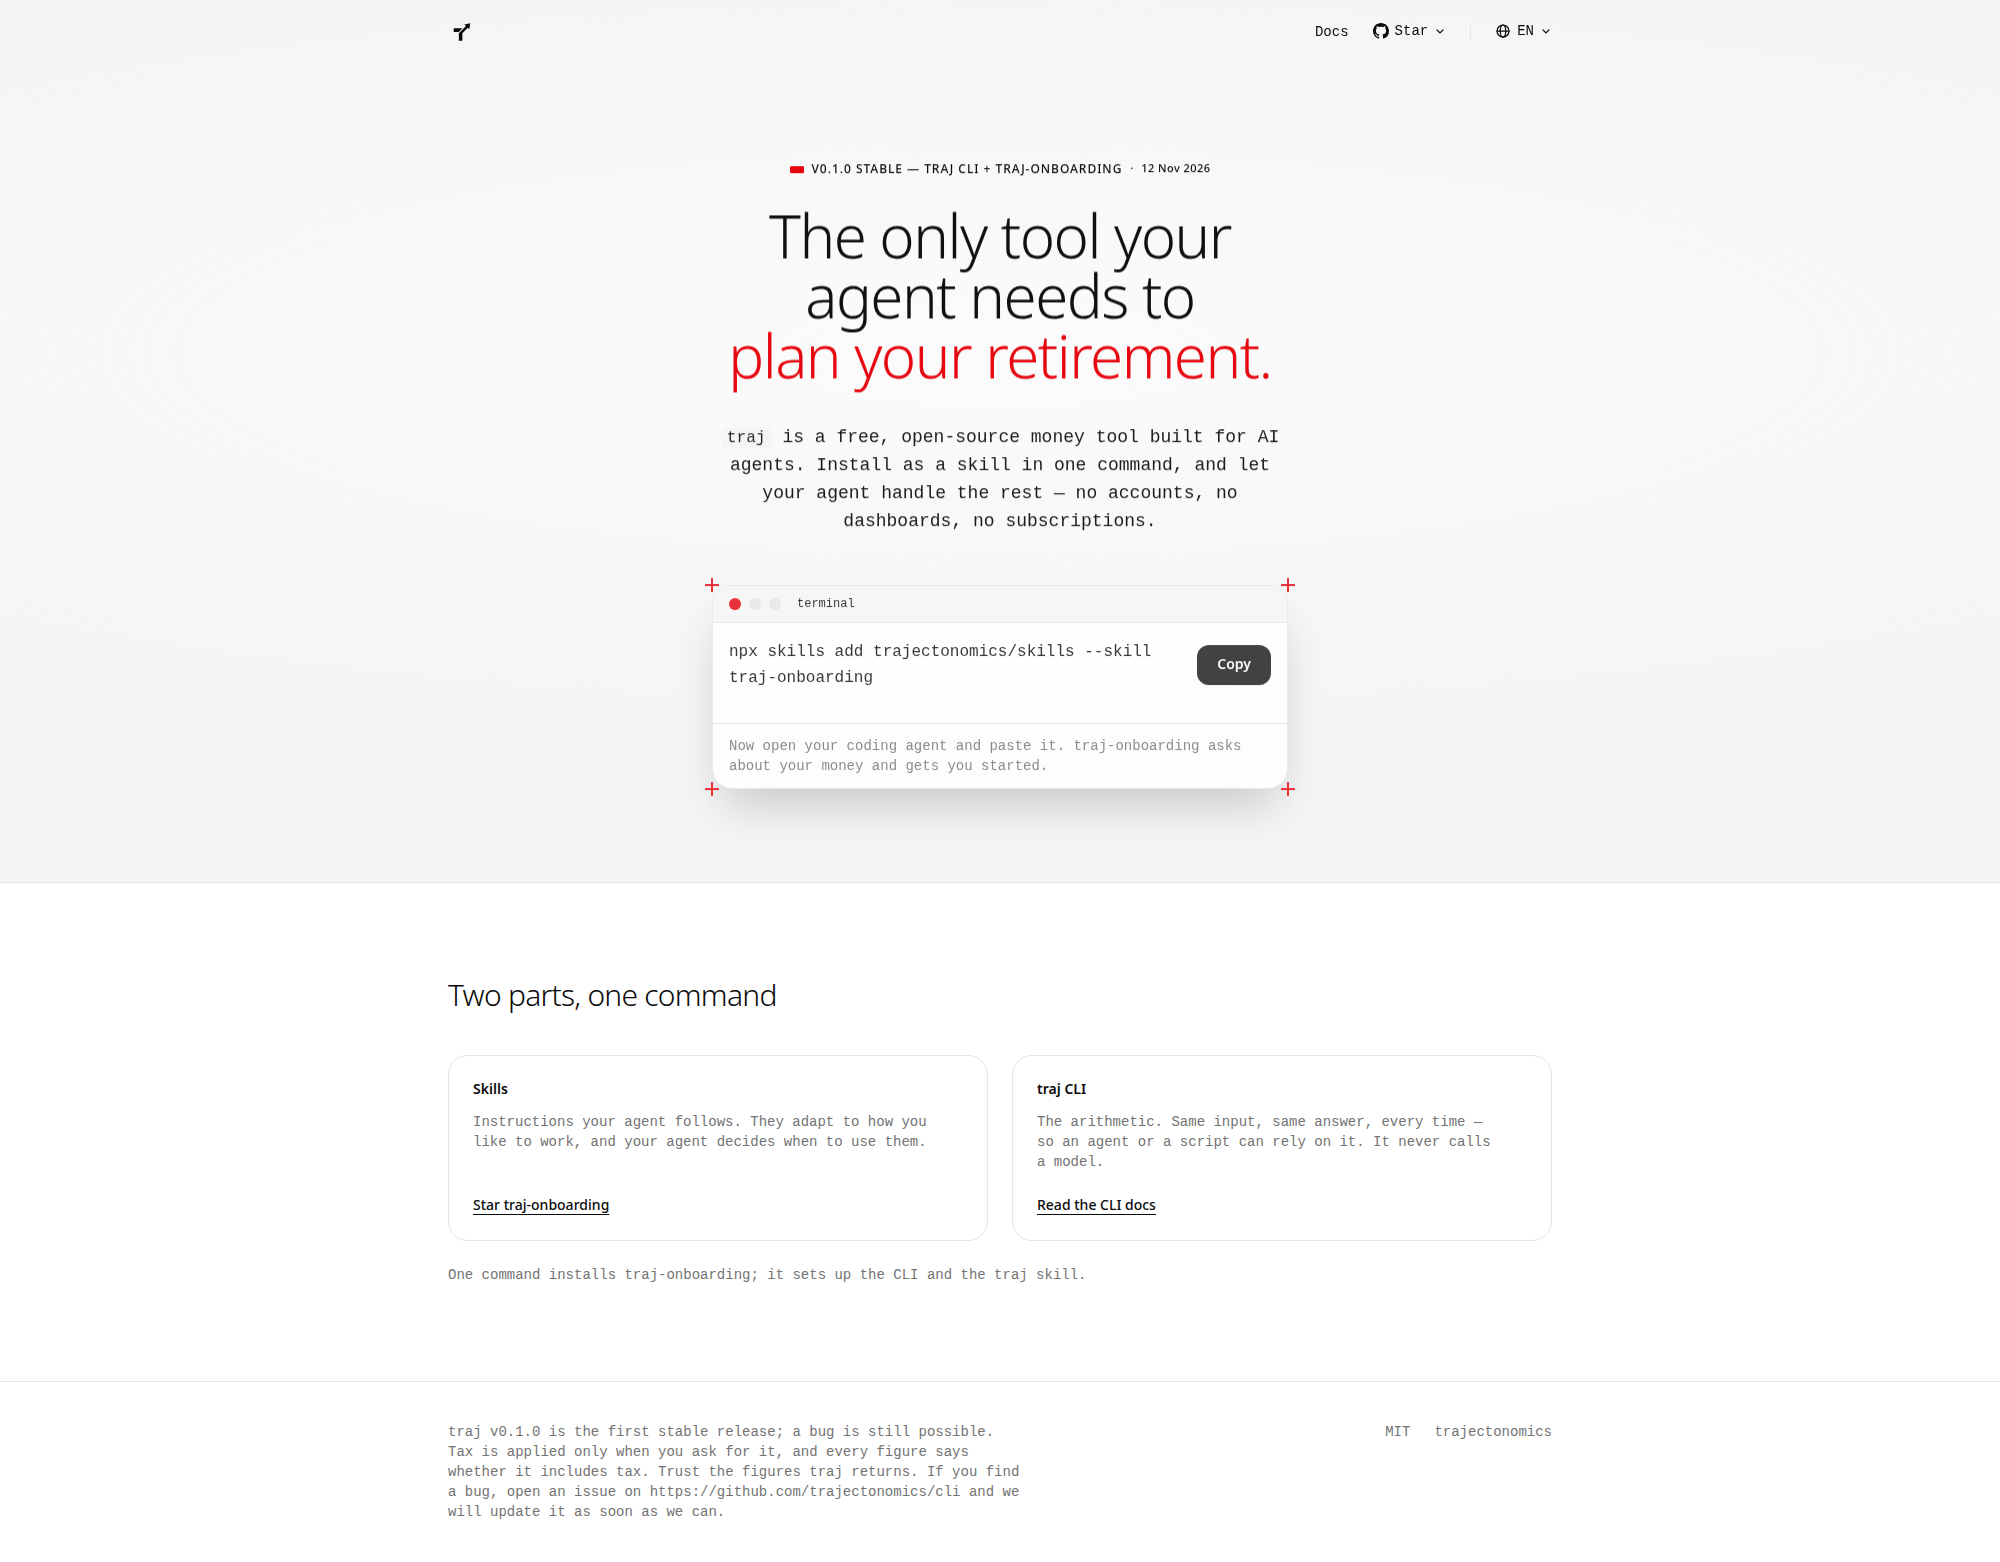 Docs
Star
EN
V0.1.0 STABLE — TRAJ CLI + TRAJ-ONBOARDING · 12 Nov 2026
The only tool your
agent needs to
plan your retirement.
traj is a free, open-source money tool built for AI
agents. Install as a skill in one command, and let
your agent handle the rest — no accounts, no
dashboards, no subscriptions.
terminal
npx skills add trajectonomics/skills --skill
traj-onboarding
Copy
Now open your coding agent and paste it. traj-onboarding asks
about your money and gets you started.
Two parts, one command
Skills
Instructions your agent follows. They adapt to how you
like to work, and your agent decides when to use them.
Star traj-onboarding
traj CLI
The arithmetic. Same input, same answer, every time —
so an agent or a script can rely on it. It never calls
a model.
Read the CLI docs
One command installs traj-onboarding; it sets up the CLI and the traj skill.
traj v0.1.0 is the first stable release; a bug is still possible.
Tax is applied only when you ask for it, and every figure says
whether it includes tax. Trust the figures traj returns. If you find
a bug, open an issue on https://github.com/trajectonomics/cli and we
will update it as soon as we can.
MIT
trajectonomics